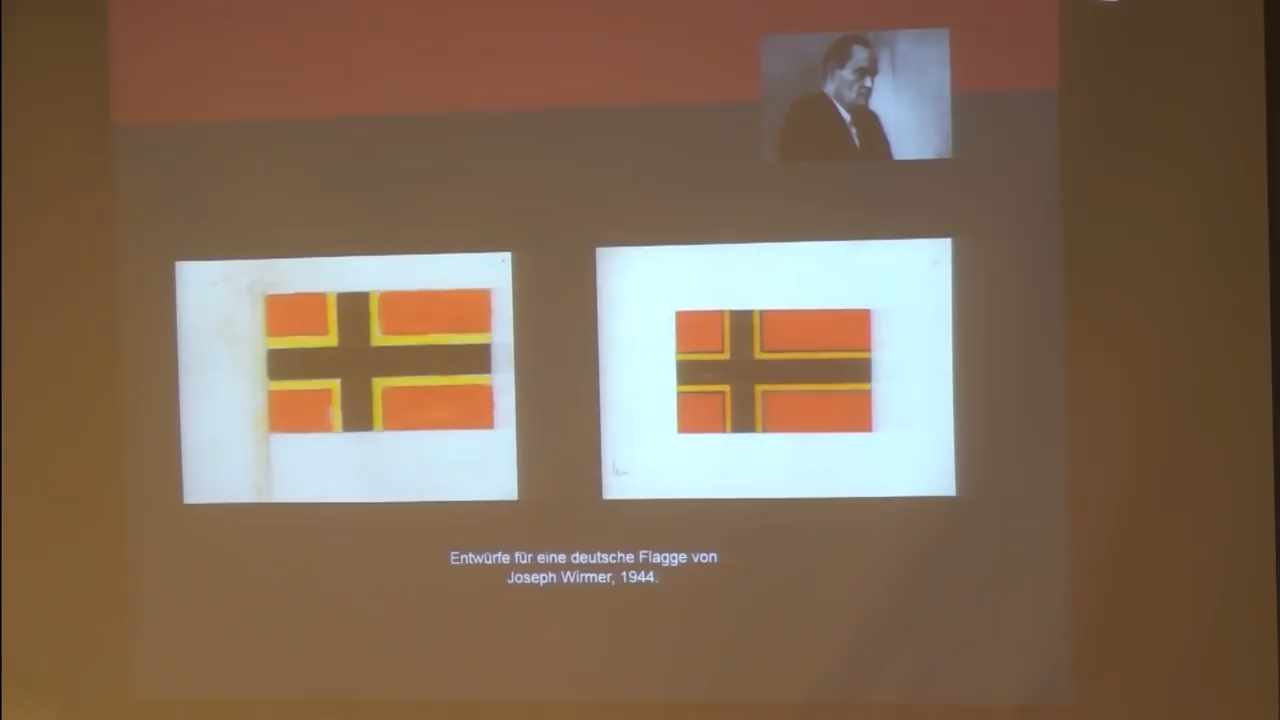 Entwürfe für eine deutsche Flagge von
Joseph Wirmer, 1944.